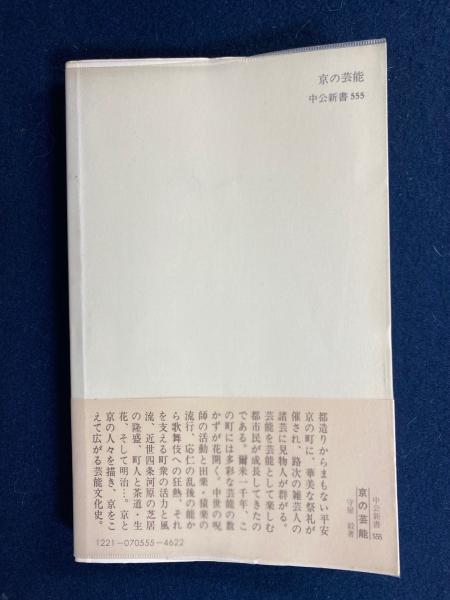 京の芸能
中公新書 555
都造りからまもない平安
京の町に、華美な祭礼が
催され、路次の雑芸人の
諸芸に見物人が群がる。
芸能を芸能として楽しむ
都市民が成長してきたの
である。爾来一千年、こ
の町には多彩な芸能の数
かずが花開く。中世の呪
師の活動と田楽・猿楽の
流行、応仁の乱後の能か
ら歌舞伎への狂熱、それ
を支える町衆の活力と風
流、近世四条河原の芝居
の隆盛、町人と茶道・生
花、そして明治…。京と
京の人々を描き、京をこ
えて広がる芸能文化史。
中公新書 555
京の芸能
守屋 毅著
1221-070555-4622